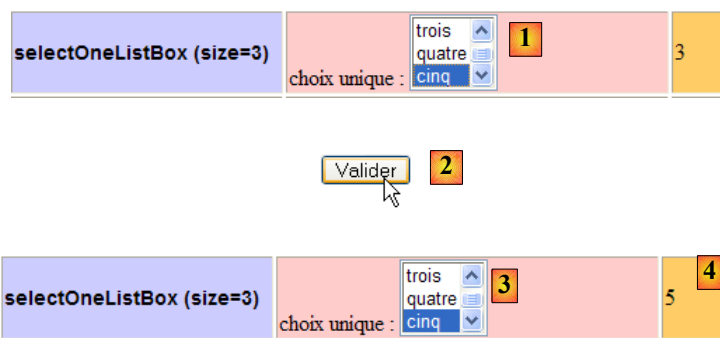 trois
1
selectOneListBox (size=3)
quatre
3
choix unique : cinq
Valider
2
trois
4
selectOneListBox (size=3)
quatre
3
5
choix unique : cinq